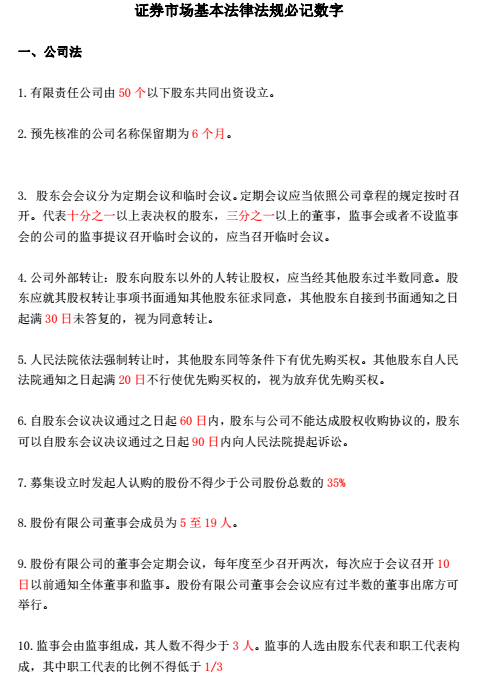 证券市场基本法律法规必记数字
一、公司法
1.有限责任公司由 50 个以下股东共同出资设立。
2.预先核准的公司名称保留期为 6 个月。
3. 股东会会议分为定期会议和临时会议。定期会议应当依照公司章程的规定按时召
开。代表十分之一以上表决权的股东，三分之一以上的董事，监事会或者不设监事
会的公司的监事提议召开临时会议的，应当召开临时会议。
4.公司外部转让：股东向股东以外的人转让股权，应当经其他股东过半数同意。股
东应就其股权转让事项书面通知其他股东征求同意，其他股东自接到书面通知之日
起满 30 日未答复的，视为同意转让。
5.人民法院依法强制转让时，其他股东同等条件下有优先购买权。其他股东自人民
法院通知之日起满 20 日不行使优先购买权的，视为放弃优先购买权。
6.自股东会议决议通过之日起 60 日内，股东与公司不能达成股权收购协议的，股东
可以自股东会议决议通过之日起 90 日内向人民法院提起诉讼。
7.募集设立时发起人认购的股份不得少于公司股份总数的 35%
8.股份有限公司董事会成员为 5 至 19 人。
9.股份有限公司的董事会定期会议，每年度至少召开两次，每次应于会议召开 10
日以前通知全体董事和监事。股份有限公司董事会会议应有过半数的董事出席方可
举行。
10.监事会由监事组成，其人数不得少于 3 人。监事的人选由股东代表和职工代表构
成，其中职工代表的比例不得低于 1/3